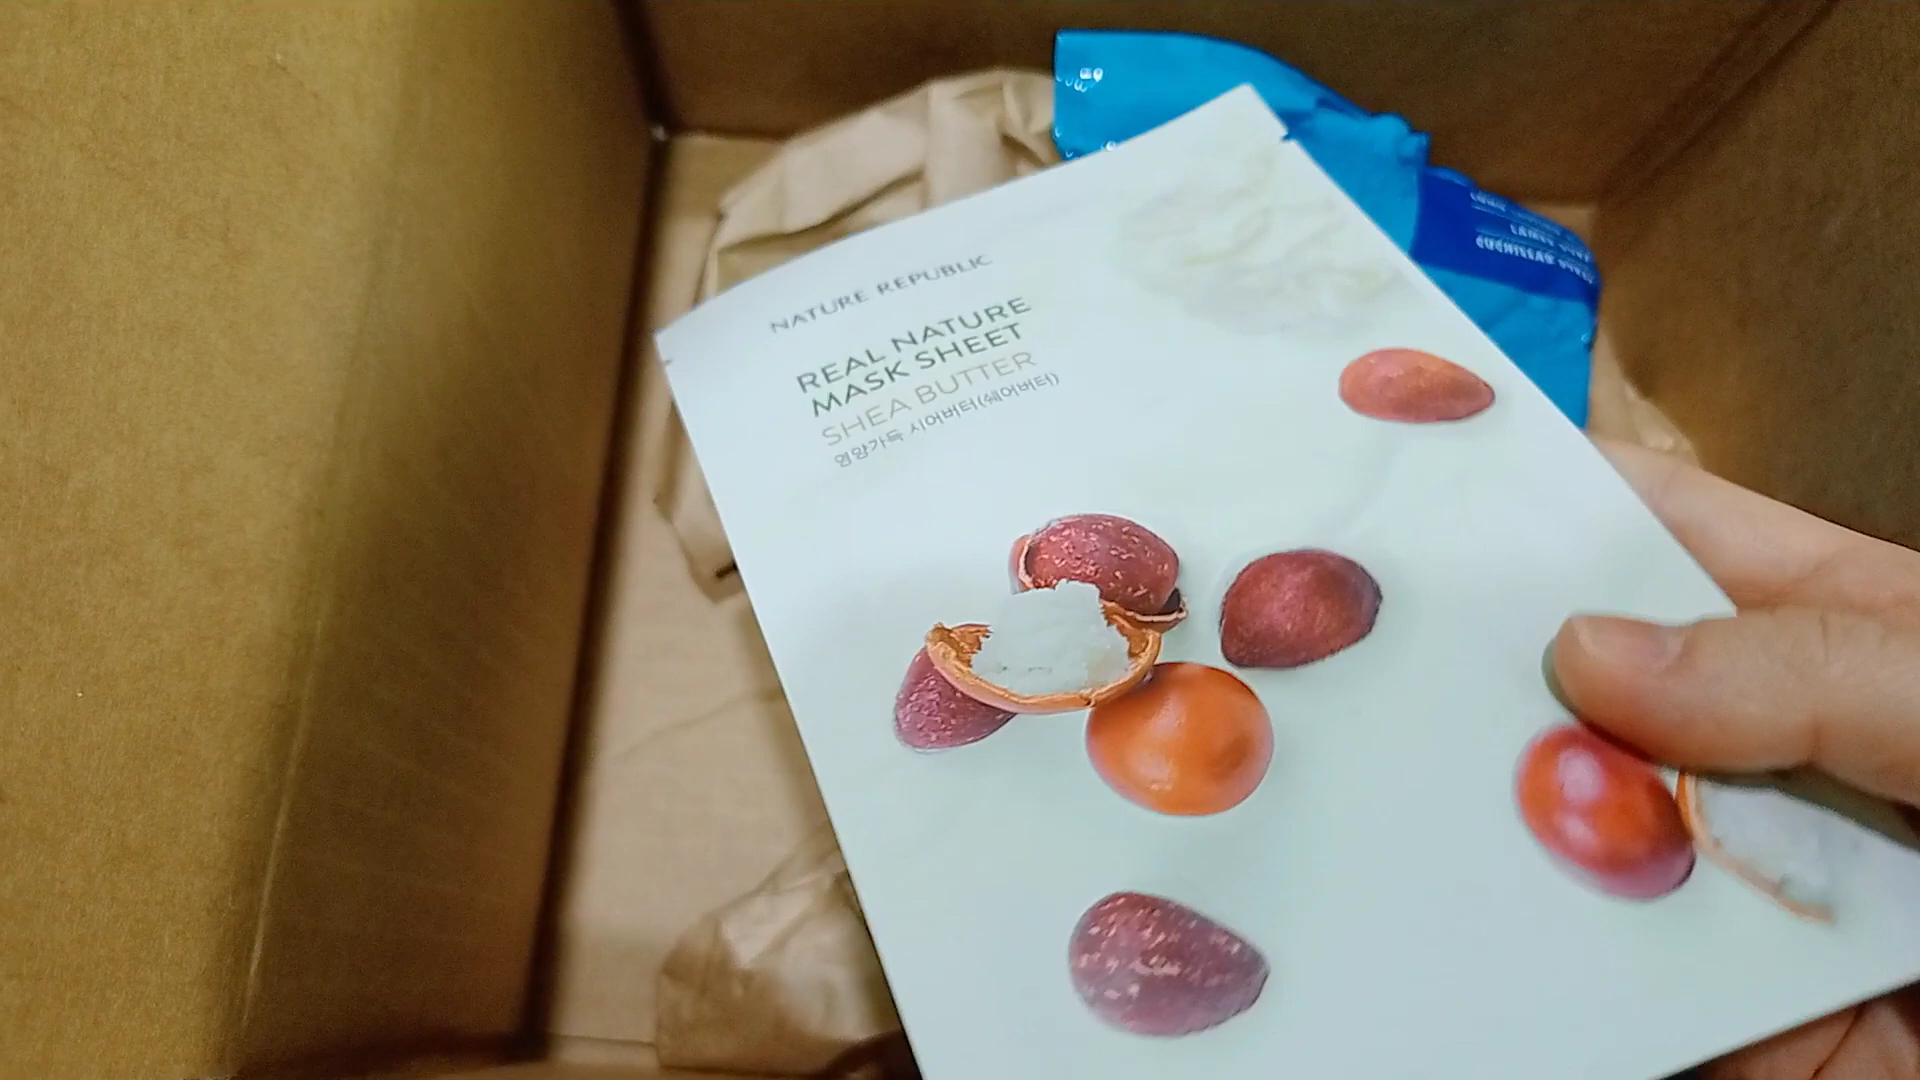 NATURE REPUBLIC
REAL NATURE
MASK SHEET
SHEA BUTTER
영양가득 시어버터(쉐어버터)
CUCHILLAS